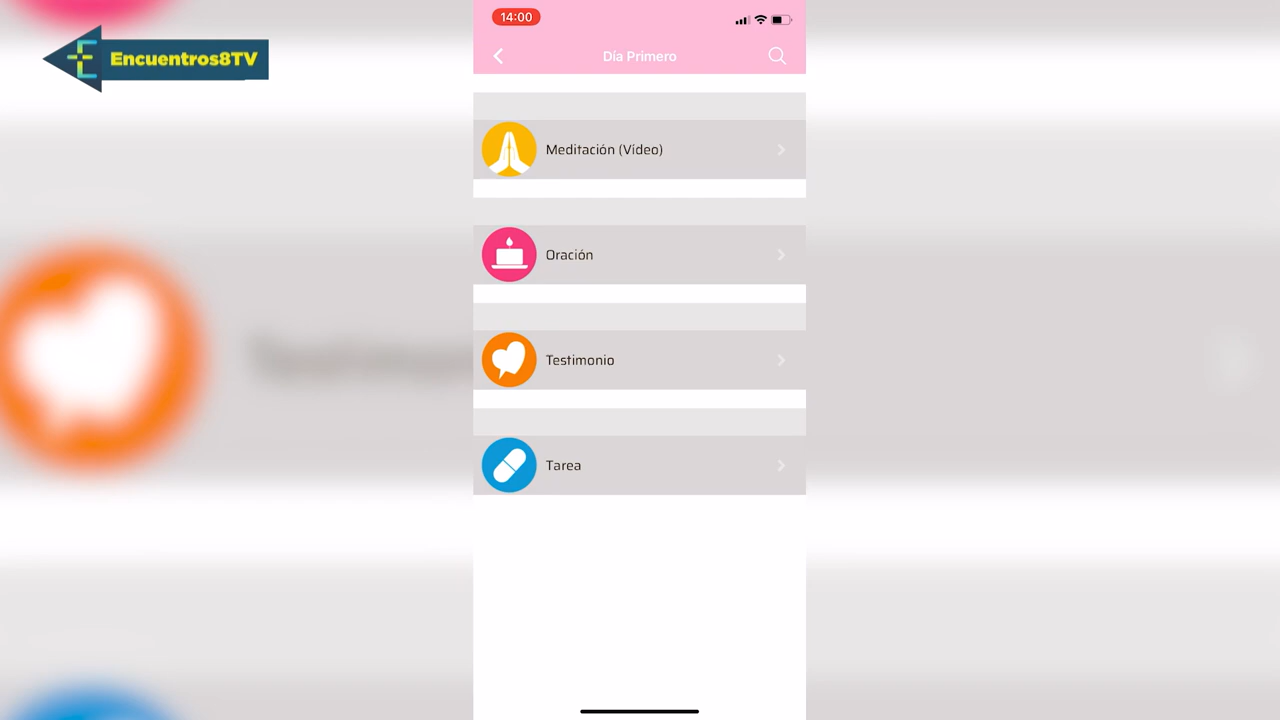 Encuentros8TV
14:00
Día Primero
Meditación (Vídeo)
Oración
Testimonio
Tarea